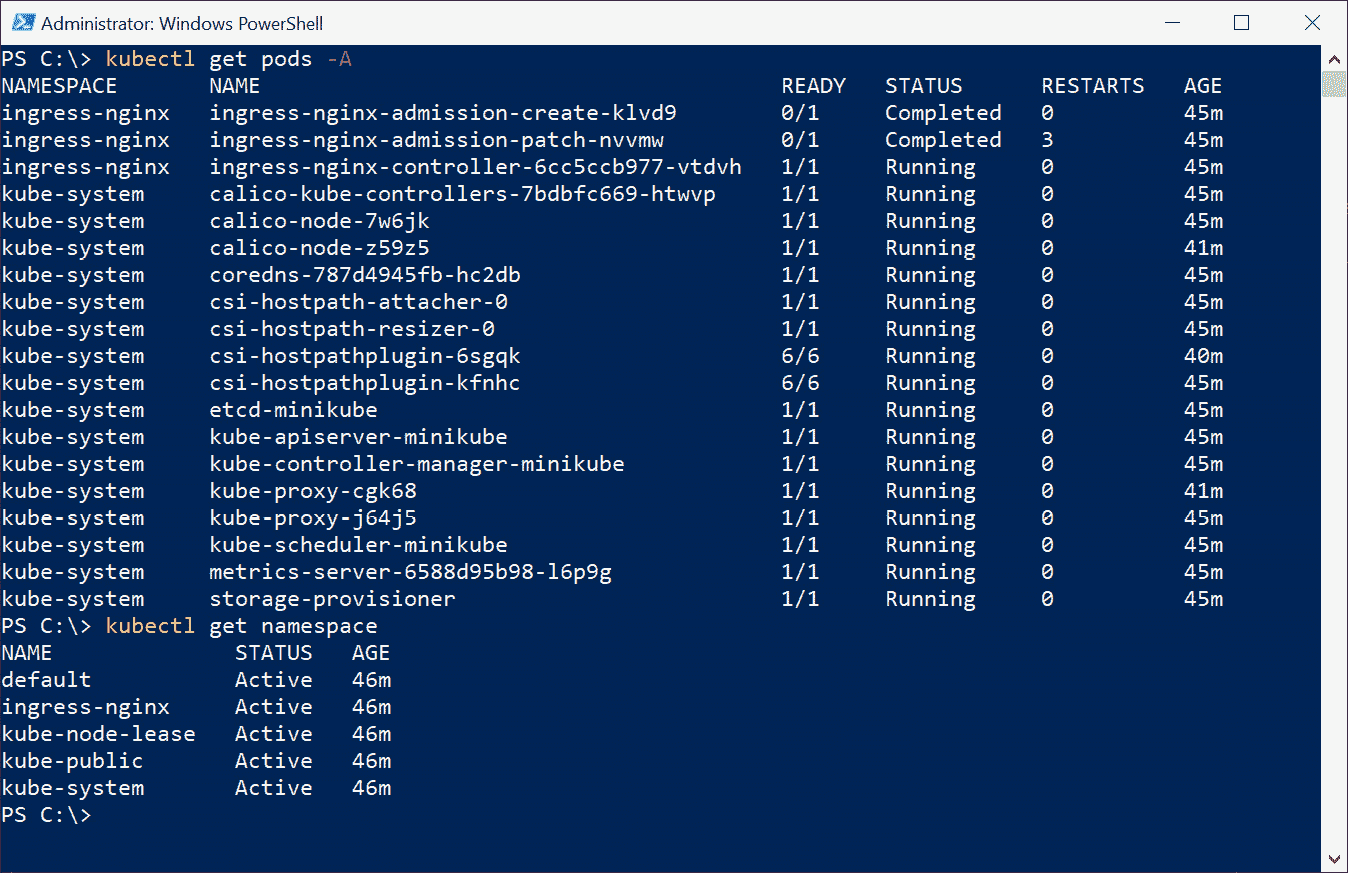 Administrator: Windows PowerShell
PS C:\> kubectl get pods -A
NAMESPACE       NAME                                        READY   STATUS      RESTARTS   AGE
ingress-nginx   ingress-nginx-admission-create-klvd9        0/1     Completed   0          45m
ingress-nginx   ingress-nginx-admission-patch-nvvmw         0/1     Completed   3          45m
ingress-nginx   ingress-nginx-controller-6cc5ccb977-vtdvh   1/1     Running     0          45m
kube-system     calico-kube-controllers-7bdbfc669-htwvp     1/1     Running     0          45m
kube-system     calico-node-7w6jk                           1/1     Running     0          45m
kube-system     calico-node-z59z5                           1/1     Running     0          41m
kube-system     coredns-787d4945fb-hc2db                    1/1     Running     0          45m
kube-system     csi-hostpath-attacher-0                     1/1     Running     0          45m
kube-system     csi-hostpath-resizer-0                      1/1     Running     0          45m
kube-system     csi-hostpathplugin-6sgqk                    6/6     Running     0          40m
kube-system     csi-hostpathplugin-kfnhc                    6/6     Running     0          45m
kube-system     etcd-minikube                               1/1     Running     0          45m
kube-system     kube-apiserver-minikube                     1/1     Running     0          45m
kube-system     kube-controller-manager-minikube            1/1     Running     0          45m
kube-system     kube-proxy-cgk68                            1/1     Running     0          41m
kube-system     kube-proxy-j64j5                            1/1     Running     0          45m
kube-system     kube-scheduler-minikube                     1/1     Running     0          45m
kube-system     metrics-server-6588d95b98-l6p9g             1/1     Running     0          45m
kube-system     storage-provisioner                         1/1     Running     0          45m
PS C:\> kubectl get namespace
NAME              STATUS   AGE
default           Active   46m
ingress-nginx     Active   46m
kube-node-lease   Active   46m
kube-public       Active   46m
kube-system       Active   46m
PS C:\>